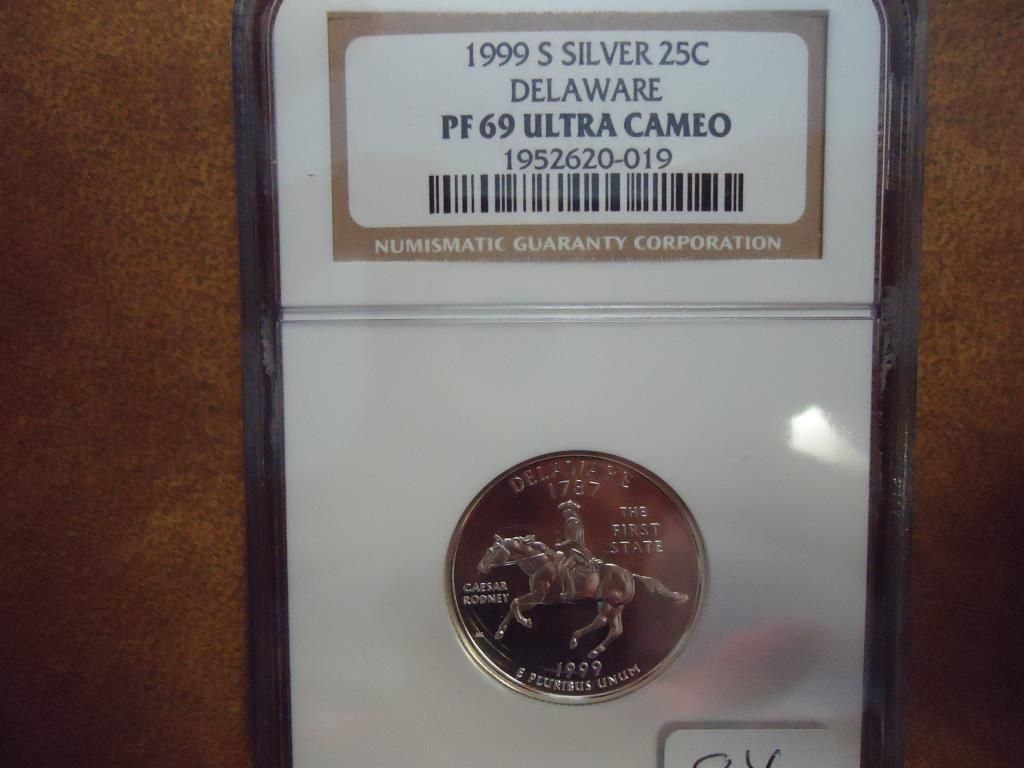 1999 S SILVER 25C
DELAWARE
PF 69 ULTRA CAMEO
1952620-019
NUMISMATIC GUARANTY CORPORATION
DELAWARE
1787
THE
FIRST
STATE
CAESAR
RODNEY
1999
E PLURIBUS UNUM